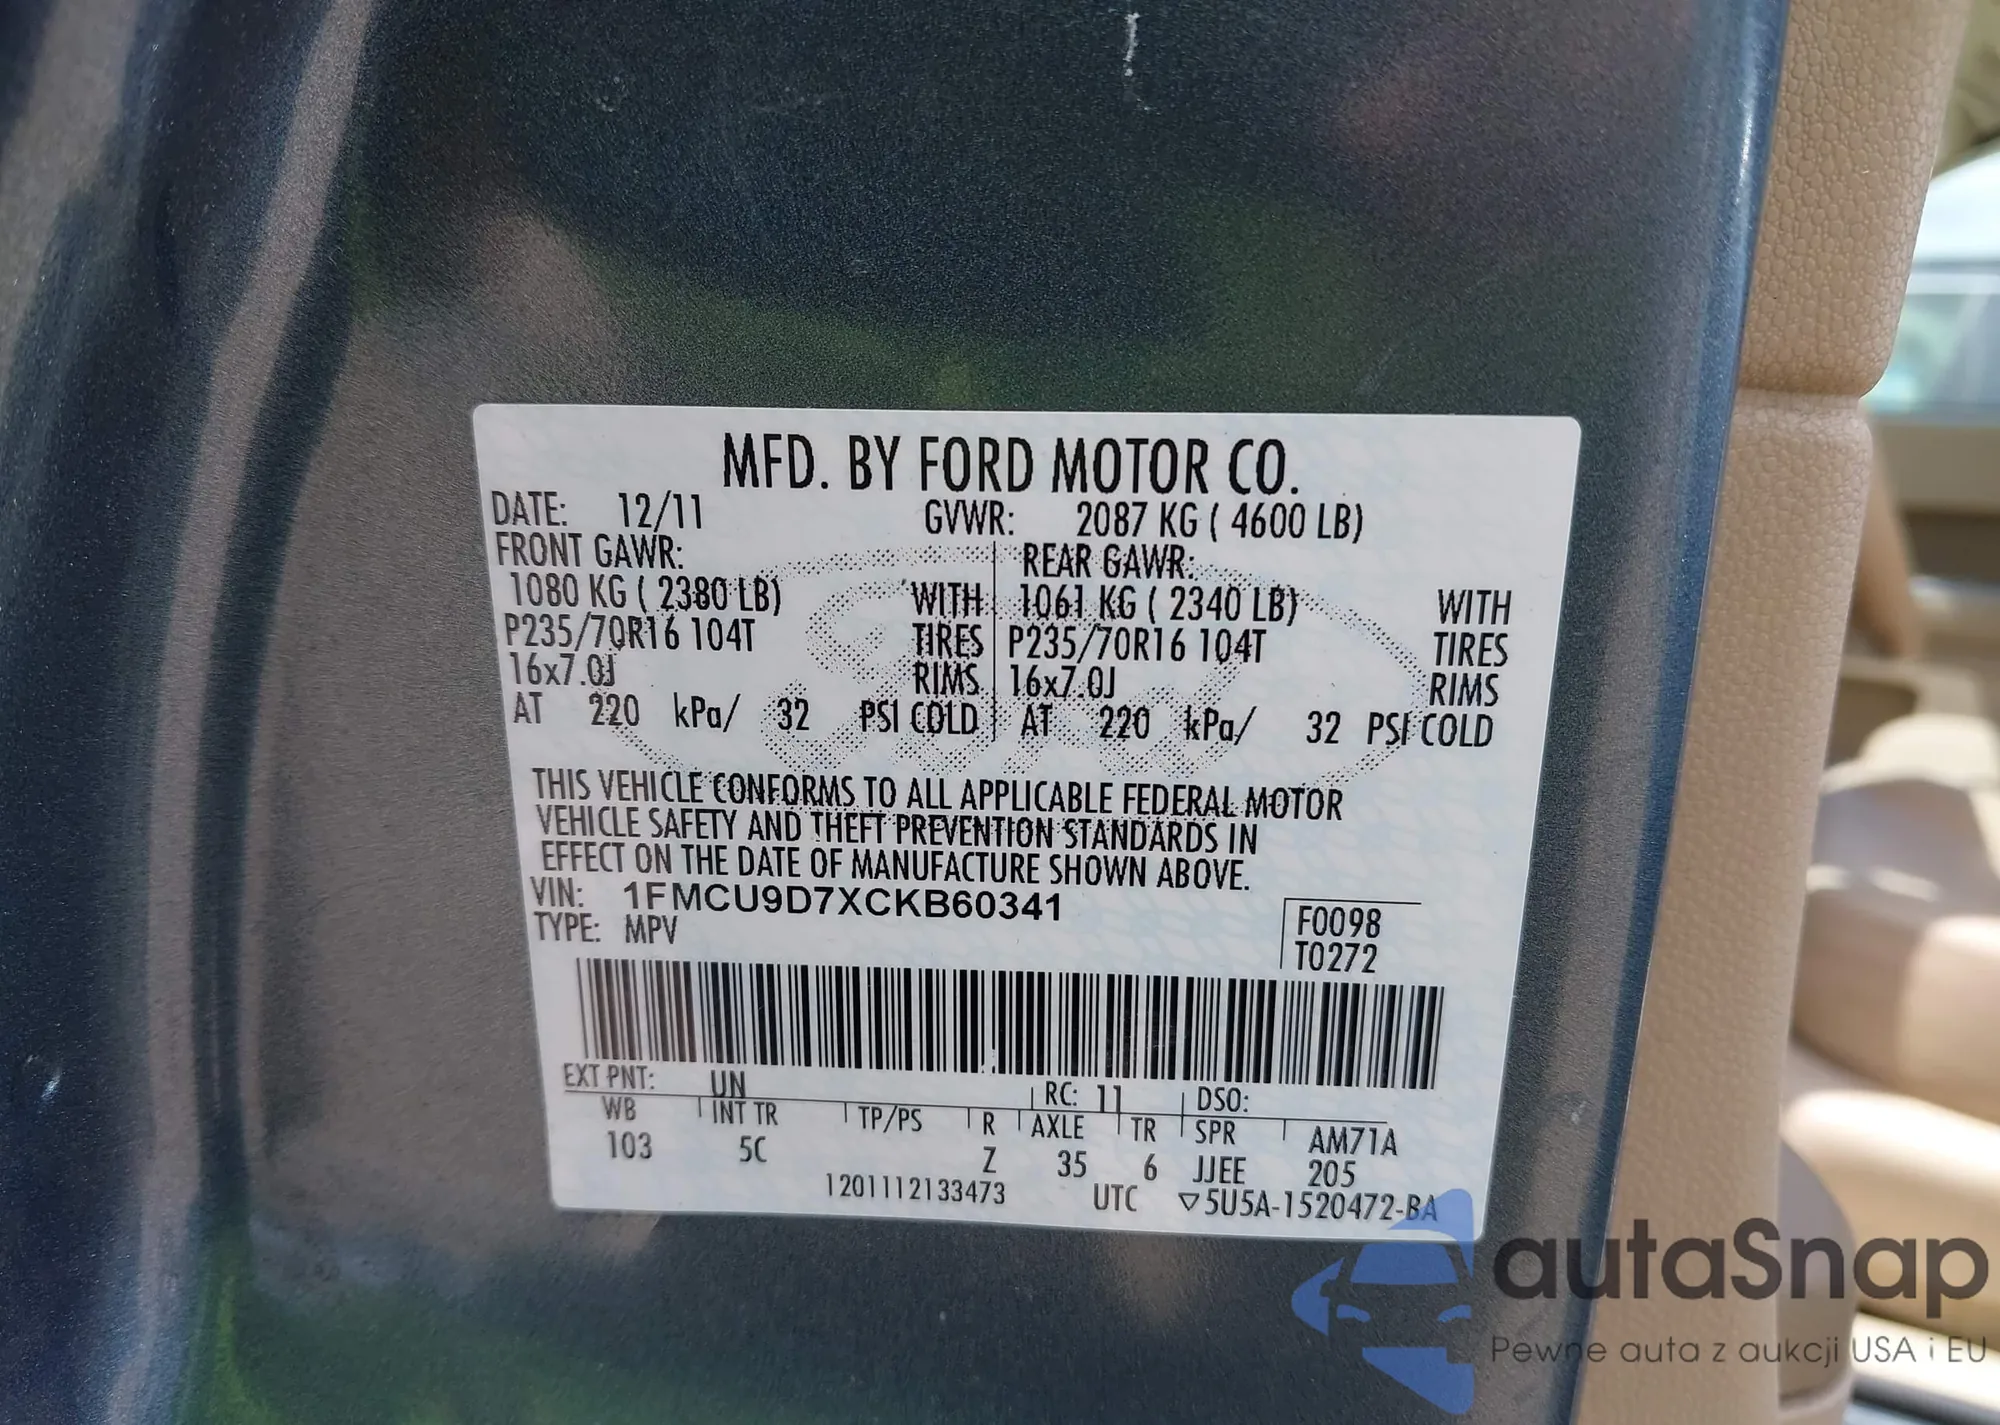 MFD. BY FORD MOTOR CO.
DATE: 12/11 GVWR: 2087 KG ( 4600 LB)
FRONT GAWR: REAR GAWR:
1080 KG ( 2380 LB) WITH 1061 KG ( 2340 LB) WITH
P235/70R16 104T TIRES P235/70R16 104T TIRES
16x7.0J RIMS 16x7.0J RIMS
AT 220 kPa/ 32 PSI COLD AT 220 kPa/ 32 PSI COLD
THIS VEHICLE CONFORMS TO ALL APPLICABLE FEDERAL MOTOR
VEHICLE SAFETY AND THEFT PREVENTION STANDARDS IN
EFFECT ON THE DATE OF MANUFACTURE SHOWN ABOVE.
VIN: 1FMCU9D7XCKB60341
TYPE: MPV
F0098
T0272
EXT PNT: UN RC: 11 DSO:
WB INT TR TP/PS R AXLE TR SPR AM71A
103 5C Z 35 6 JJEE 205
1201112133473 UTC ▽5U5A-1520472-BA
autaSnap
Pewne auta z aukcji USA i EU